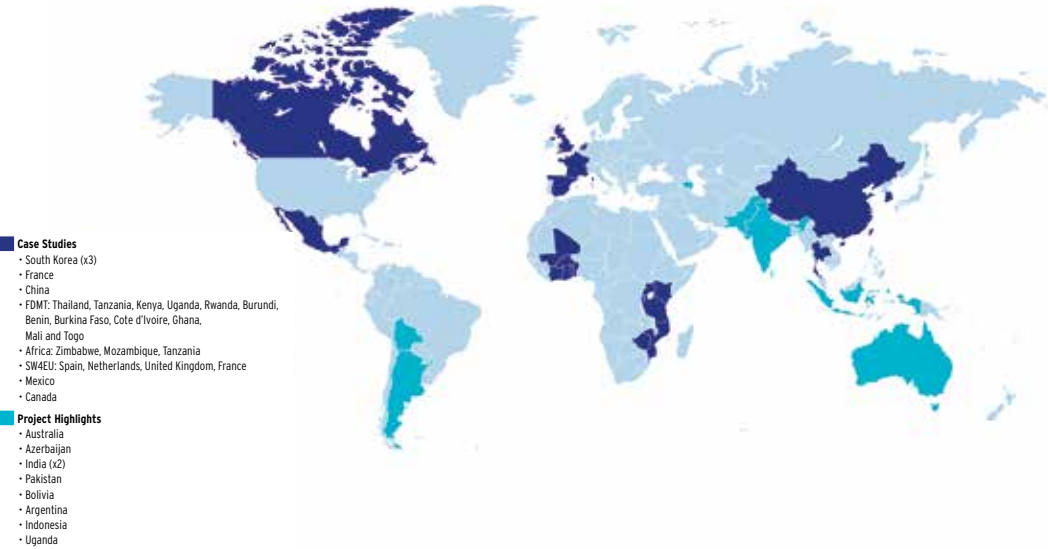 Case Studies
• South Korea (x3)
• France
• China
• FDMT: Thailand, Tanzania, Kenya, Uganda, Rwanda, Burundi,
Benin, Burkina Faso, Cote d'Ivoire, Ghana,
Mali and Togo
• Africa: Zimbabwe, Mozambique, Tanzania
• SW4EU: Spain, Netherlands, United Kingdom, France
• Mexico
• Canada
Project Highlights
• Australia
• Azerbaijan
• India (x2)
• Pakistan
• Bolivia
• Argentina
• Indonesia
• Uganda